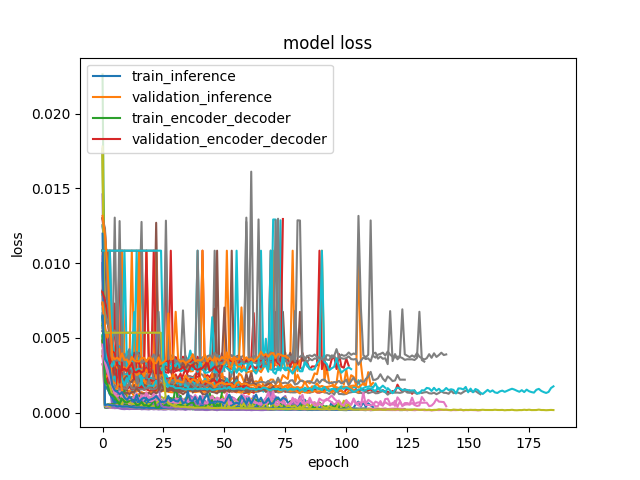 model loss
train_inference
validation_inference
train_encoder_decoder
validation_encoder_decoder
0.020
0.015
0.010
0.005
0.000
loss
0 25 50 75 100 125 150 175
epoch